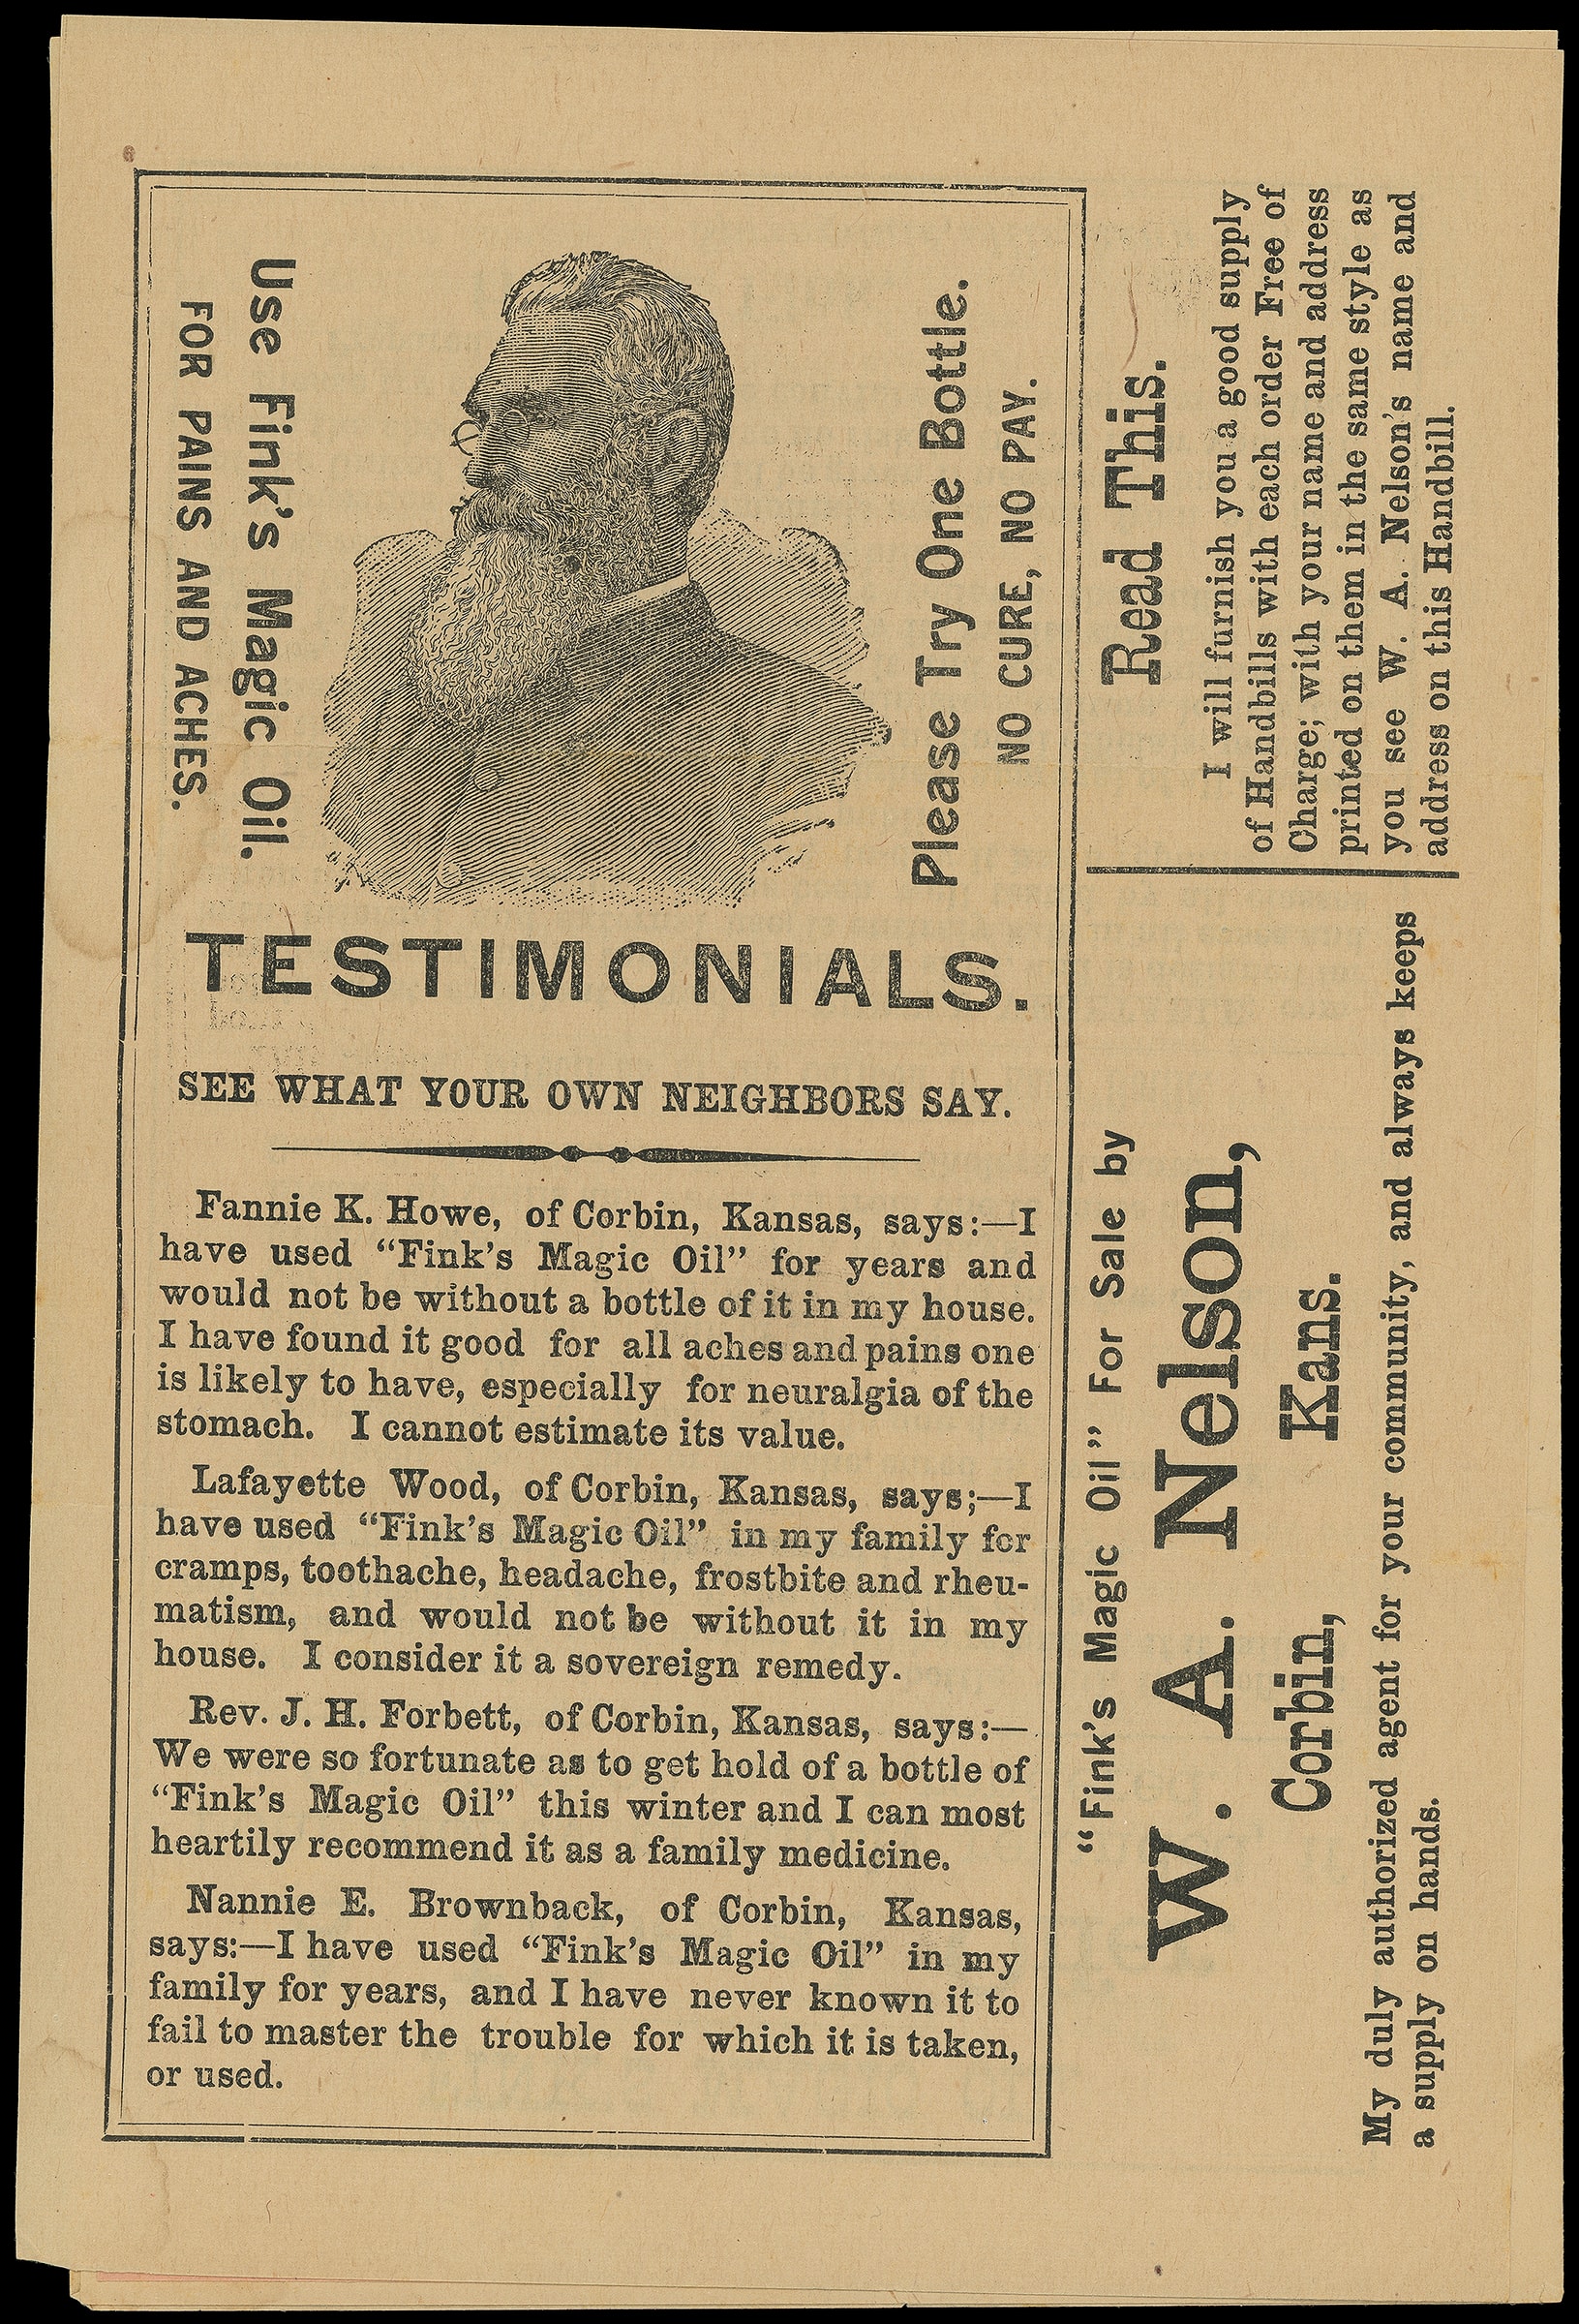 Use Fink's Magic Oil.
FOR PAINS AND ACHES.
Please Try One Bottle.
NO CURE, NO PAY.
TESTIMONIALS.
SEE WHAT YOUR OWN NEIGHBORS SAY.
Fannie K. Howe, of Corbin, Kansas, says:—I
have used "Fink's Magic Oil" for years and
would not be without a bottle of it in my house.
I have found it good for all aches and pains one
is likely to have, especially for neuralgia of the
stomach. I cannot estimate its value.
Lafayette Wood, of Corbin, Kansas, says;—I
have used "Fink's Magic Oil" in my family for
cramps, toothache, headache, frostbite and rheu-
matism, and would not be without it in my
house. I consider it a sovereign remedy.
Rev. J. H. Forbett, of Corbin, Kansas, says:—
We were so fortunate as to get hold of a bottle of
"Fink's Magic Oil" this winter and I can most
heartily recommend it as a family medicine.
Nannie E. Brownback, of Corbin, Kansas,
says:—I have used "Fink's Magic Oil" in my
family for years, and I have never known it to
fail to master the trouble for which it is taken,
or used.
"Fink's Magic Oil" For Sale by
W. A. Nelson,
Corbin, Kans.
My duly authorized agent for your community, and always keeps
a supply on hands.
Read This.
I will furnish you a good supply
of Handbills with each order Free of
Charge; with your name and address
printed on them in the same style as
you see W. A. Nelson's name and
address on this Handbill.